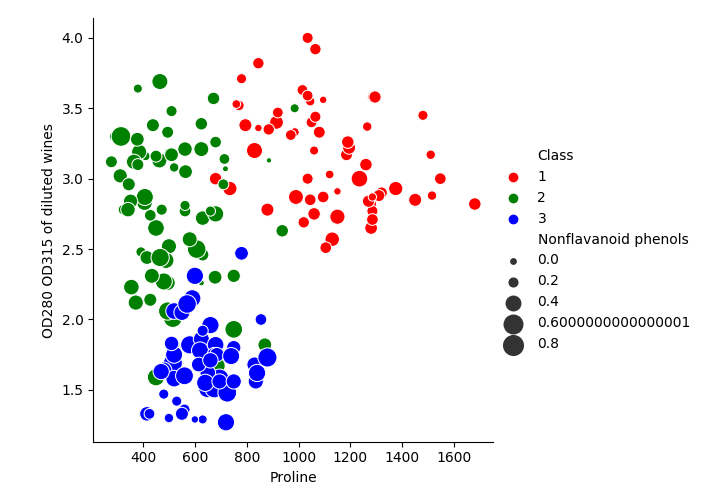 4.0
3.5
3.0
2.5
2.0
1.5
OD280 OD315 of diluted wines
400 600 800 1000 1200 1400 1600
Proline
Class
1
2
3
Nonflavanoid phenols
0.0
0.2
0.4
0.6000000000000001
0.8